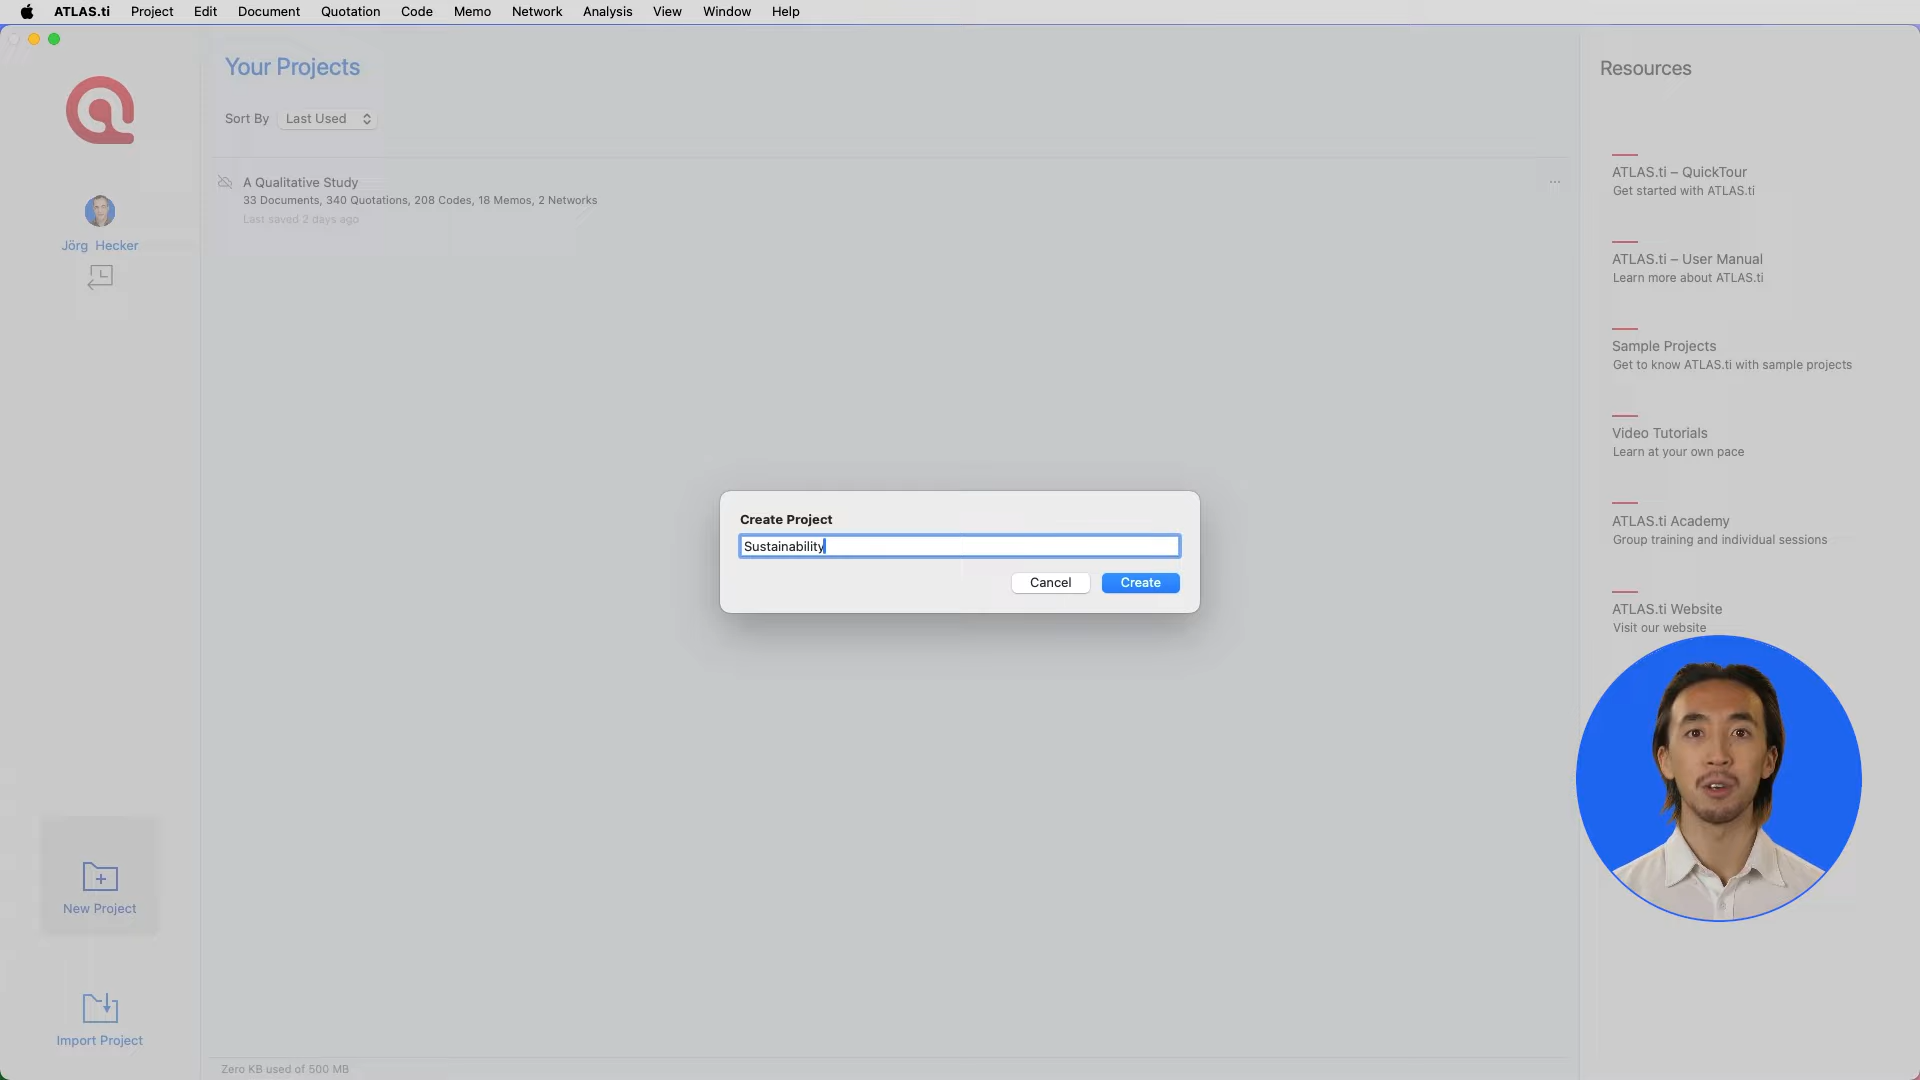 ATLAS.ti Project Edit Document Quotation Code Memo Network Analysis View Window Help
Your Projects
Sort By Last Used
A Qualitative Study
...
33 Documents, 340 Quotations, 208 Codes, 18 Memos, 2 Networks
Last saved 2 days ago
Jörg Hecker
New Project
Import Project
Zero KB used of 500 MB
Create Project
Sustainability
Cancel Create
Resources
ATLAS.ti – QuickTour
Get started with ATLAS.ti
ATLAS.ti – User Manual
Learn more about ATLAS.ti
Sample Projects
Get to know ATLAS.ti with sample projects
Video Tutorials
Learn at your own pace
ATLAS.ti Academy
Group training and individual sessions
ATLAS.ti Website
Visit our website